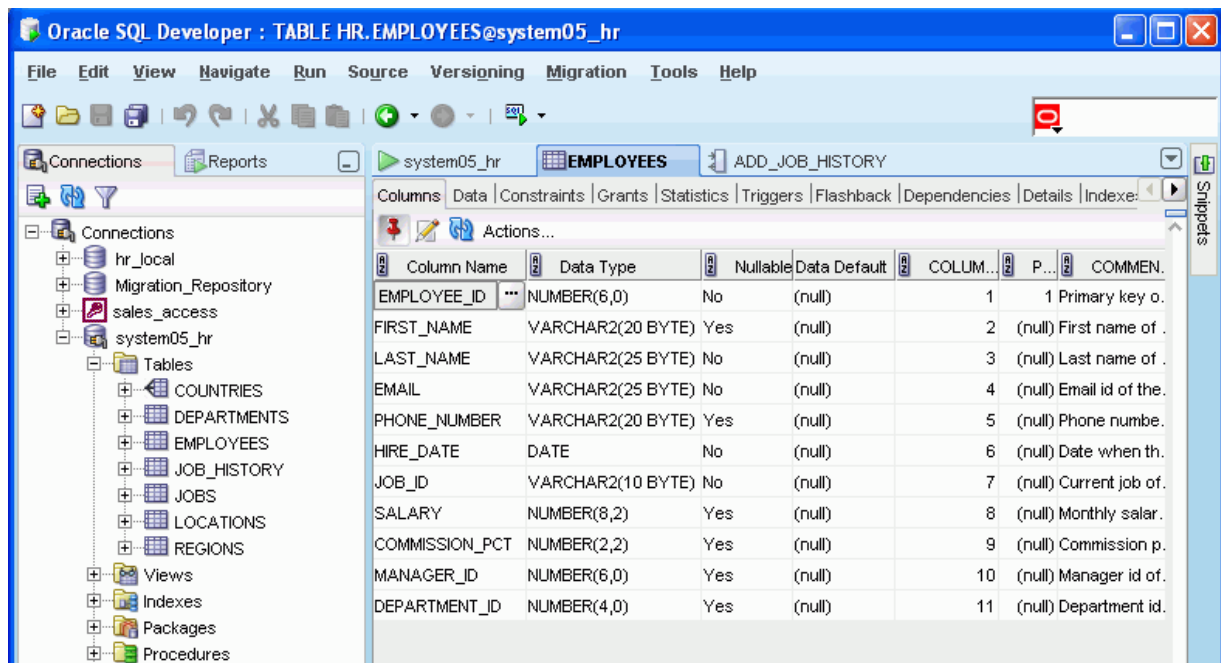 Oracle SQL Developer : TABLE HR.EMPLOYEES@system05_hr
File Edit View Navigate Run Source Versioning Migration Tools Help
Connections Reports
system05_hr EMPLOYEES ADD_JOB_HISTORY
Columns Data Constraints Grants Statistics Triggers Flashback Dependencies Details Indexe
Snippets
Actions...
Connections
hr_local
Migration_Repository
sales_access
system05_hr
Tables
COUNTRIES
DEPARTMENTS
EMPLOYEES
JOB_HISTORY
JOBS
LOCATIONS
REGIONS
Views
Indexes
Packages
Procedures
Column Name Data Type Nullable Data Default COLUM... P... COMMEN.
EMPLOYEE_ID ... NUMBER(6,0) No (null) 1 1 Primary key o.
FIRST_NAME VARCHAR2(20 BYTE) Yes (null) 2 (null) First name of .
LAST_NAME VARCHAR2(25 BYTE) No (null) 3 (null) Last name of .
EMAIL VARCHAR2(25 BYTE) No (null) 4 (null) Email id of the.
PHONE_NUMBER VARCHAR2(20 BYTE) Yes (null) 5 (null) Phone numbe.
HIRE_DATE DATE No (null) 6 (null) Date when th.
JOB_ID VARCHAR2(10 BYTE) No (null) 7 (null) Current job of.
SALARY NUMBER(8,2) Yes (null) 8 (null) Monthly salar.
COMMISSION_PCT NUMBER(2,2) Yes (null) 9 (null) Commission p.
MANAGER_ID NUMBER(6,0) Yes (null) 10 (null) Manager id of.
DEPARTMENT_ID NUMBER(4,0) Yes (null) 11 (null) Department id.